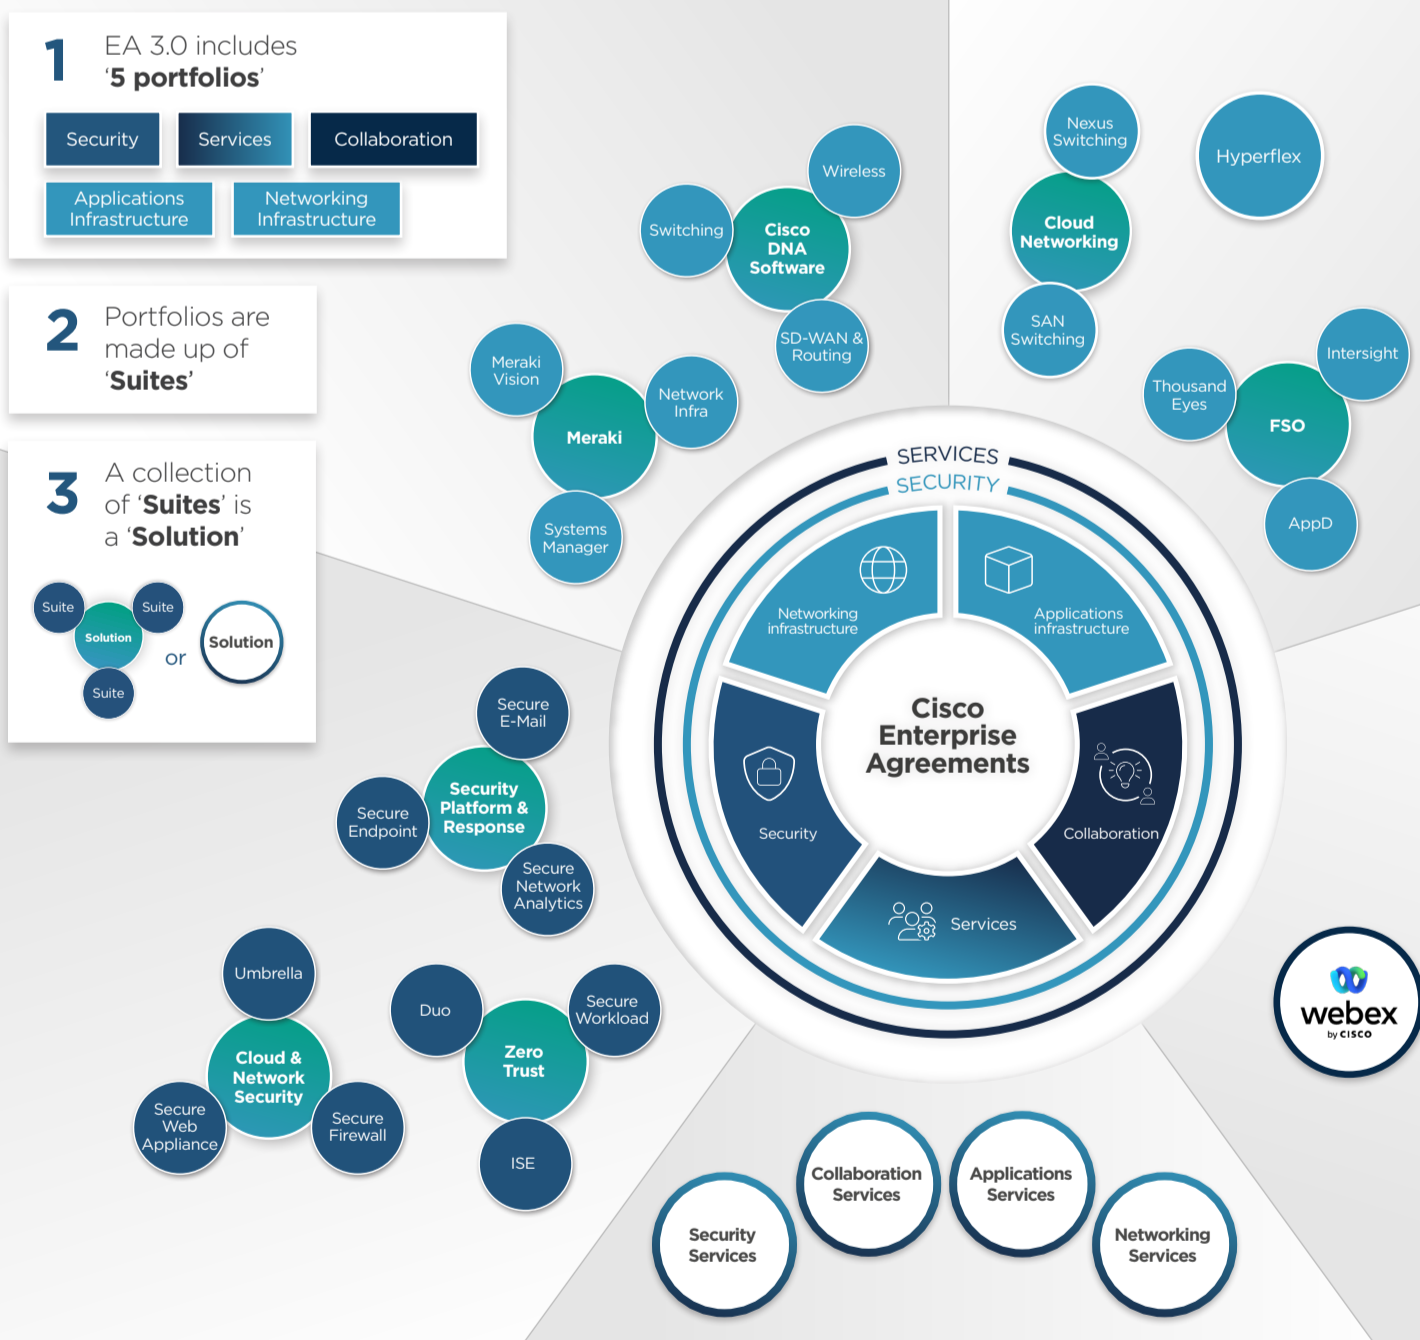 1
EA 3.0 includes
‘5 portfolios’
Security
Services
Collaboration
Applications
Infrastructure
Networking
Infrastructure
2
Portfolios are
made up of
‘Suites’
3
A collection
of ‘Suites’ is
a ‘Solution’
Suite
Suite
Solution
Suite
or
Solution
Wireless
Switching
Cisco
DNA
Software
SD-WAN &
Routing
Meraki
Vision
Network
Infra
Meraki
Systems
Manager
Nexus
Switching
Hyperflex
Cloud
Networking
SAN
Switching
Intersight
Thousand
Eyes
FSO
AppD
SERVICES
SECURITY
Networking
infrastructure
Applications
infrastructure
Cisco
Enterprise
Agreements
Security
Collaboration
Services
Secure
E-Mail
Security
Platform &
Response
Secure
Endpoint
Secure
Network
Analytics
Umbrella
Cloud &
Network
Security
Secure
Web
Appliance
Secure
Firewall
Duo
Secure
Workload
Zero
Trust
ISE
webex
by CISCO
Security
Services
Collaboration
Services
Applications
Services
Networking
Services